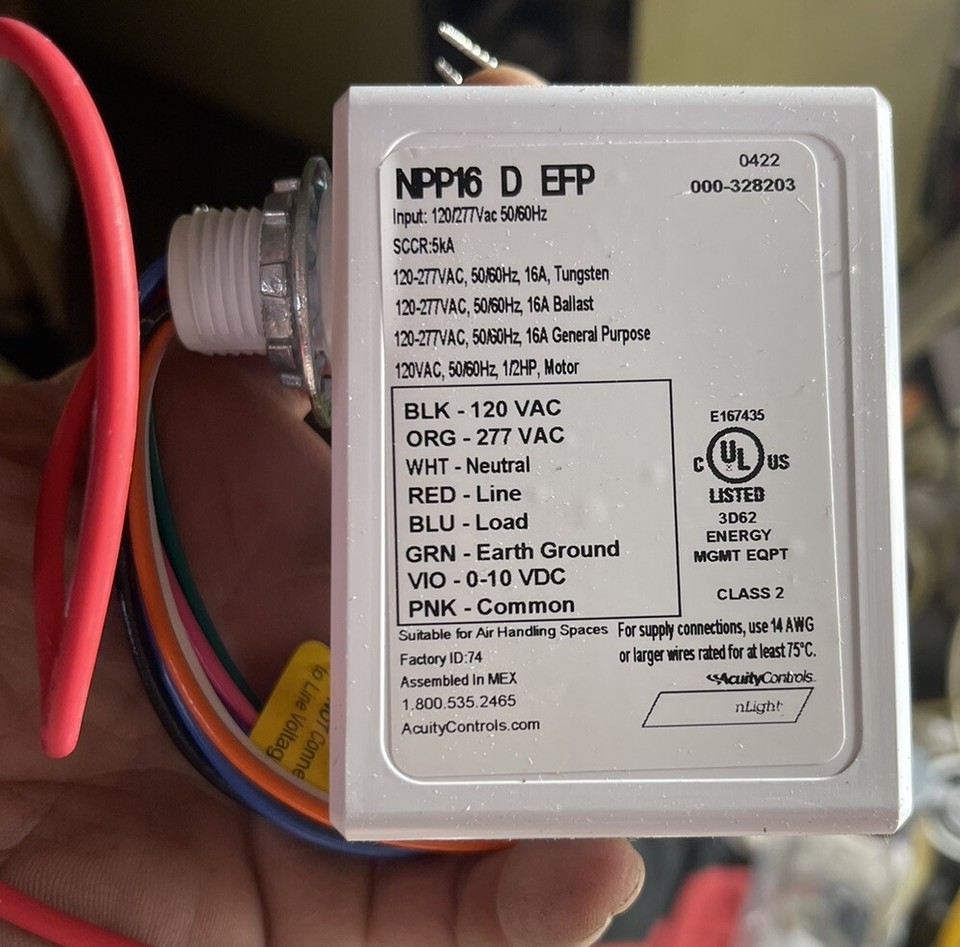 NPP16 D EFP
0422
000-328203
Input: 120/277Vac 50/60Hz
SCCR:5kA
120-277VAC, 50/60Hz, 16A, Tungsten
120-277VAC, 50/60Hz, 16A Ballast
120-277VAC, 50/60Hz, 16A General Purpose
120VAC, 50/60Hz, 1/2HP, Motor
BLK - 120 VAC
ORG - 277 VAC
WHT - Neutral
RED - Line
BLU - Load
GRN - Earth Ground
VIO - 0-10 VDC
PNK - Common
E167435
C UL US
LISTED
3D62
ENERGY
MGMT EQPT
CLASS 2
Suitable for Air Handling Spaces
For supply connections, use 14 AWG
or larger wires rated for at least 75°C.
Factory ID:74
Assembled In MEX
1.800.535.2465
AcuityControls.com
AcuityControls.
nLight
to Line Voltag